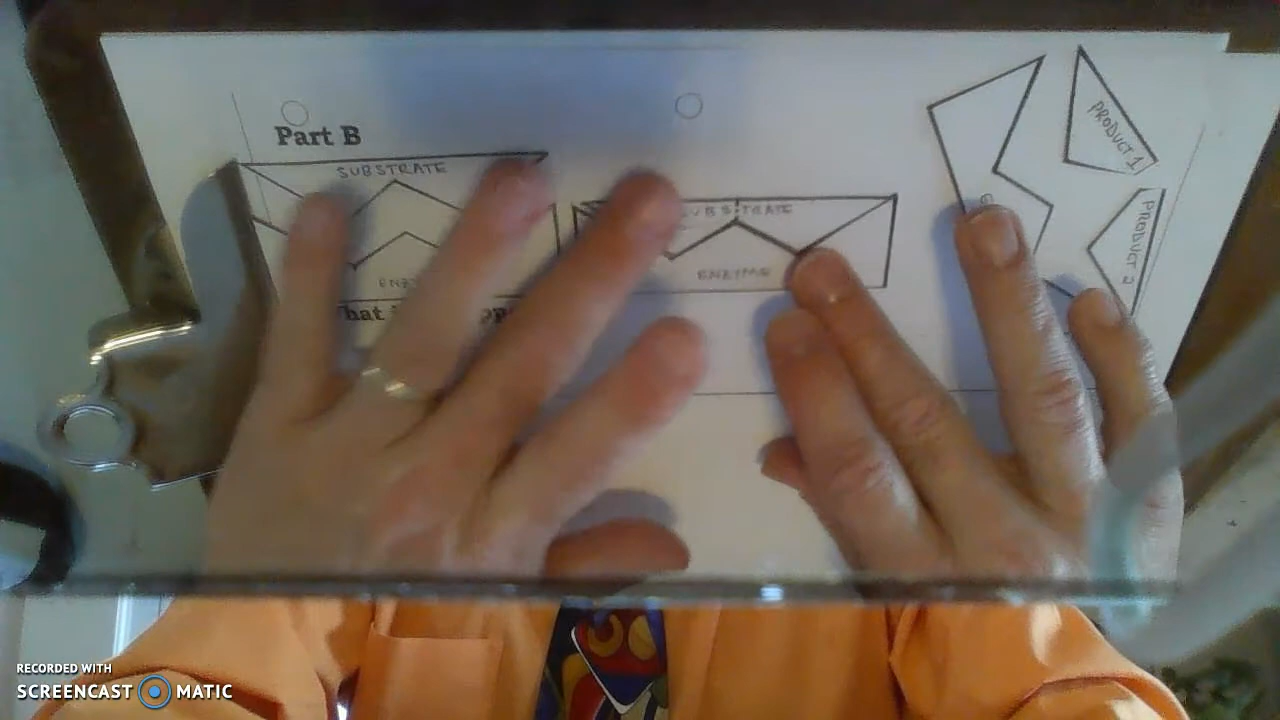 Part B
SUBSTRATE
SUBSTRATE
ENZYME
PRODUCT 1
PRODUCT 2
RECORDED WITH
SCREENCAST MATIC